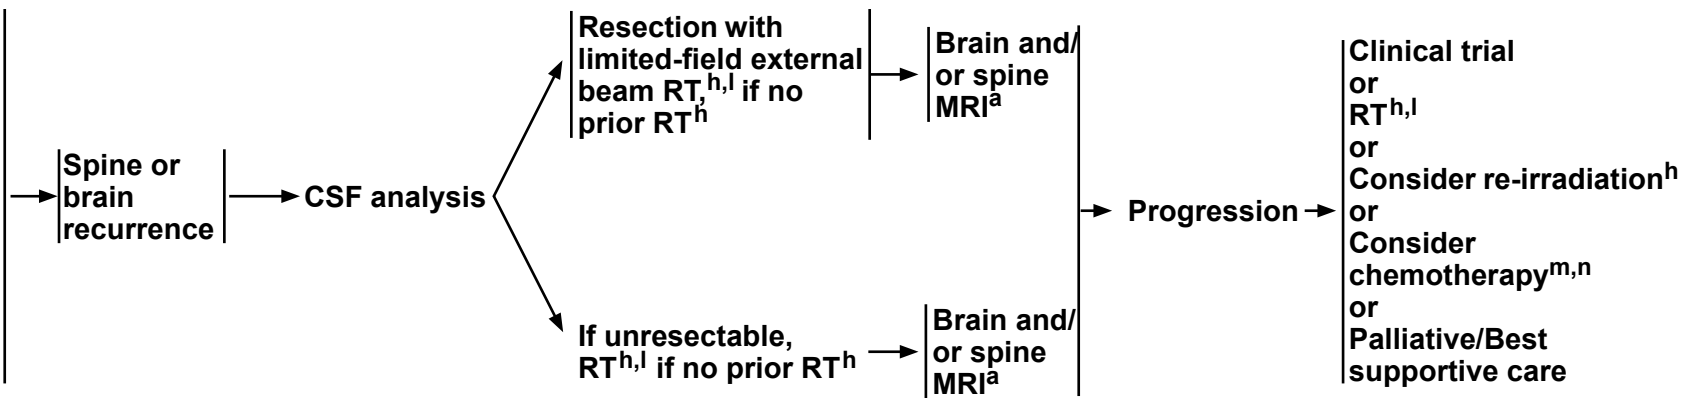 Spine or
brain
recurrence
CSF analysis
Resection with
limited-field external
beam RT,h,l if no
prior RTh
Brain and/
or spine
MRIa
If unresectable,
RTh,l if no prior RTh
Brain and/
or spine
MRIa
Progression
Clinical trial
or
RTh,l
or
Consider re-irradiationh
or
Consider
chemotherapym,n
or
Palliative/Best
supportive care